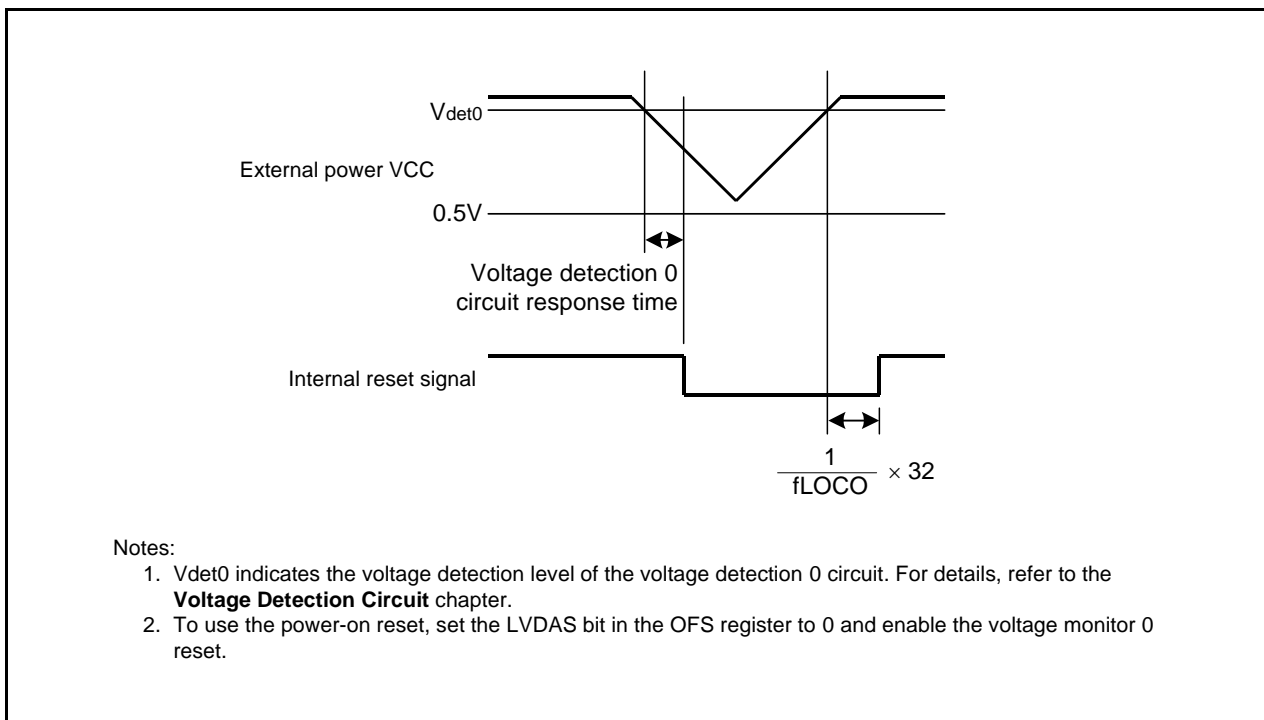 Vdet0
External power VCC
0.5V
Voltage detection 0
circuit response time
Internal reset signal
1
fLOCO
× 32
Notes:
1. Vdet0 indicates the voltage detection level of the voltage detection 0 circuit. For details, refer to the
Voltage Detection Circuit chapter.
2. To use the power-on reset, set the LVDAS bit in the OFS register to 0 and enable the voltage monitor 0
reset.